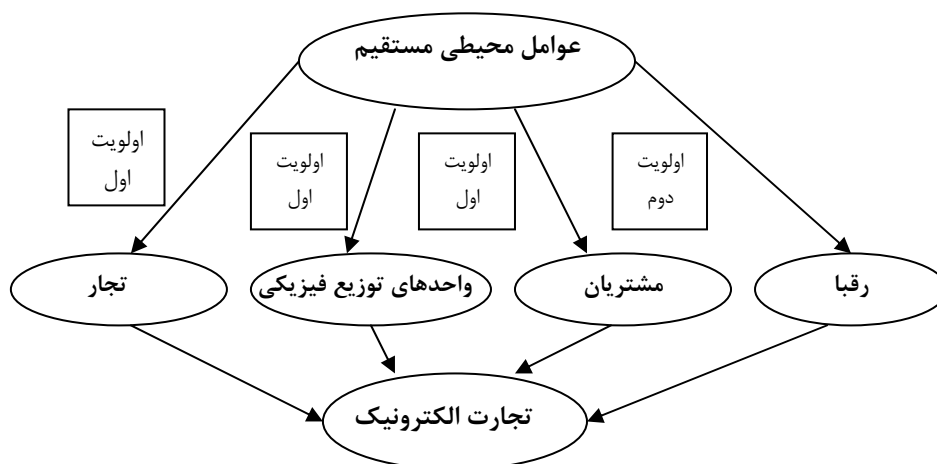 عوامل محیطی مستقیم
اولویت
دوم
اولویت
اول
اولویت
اول
اولویت
اول
رقبا
مشتریان
واحدهای توزیع فیزیکی
تجار
تجارت الکترونیک